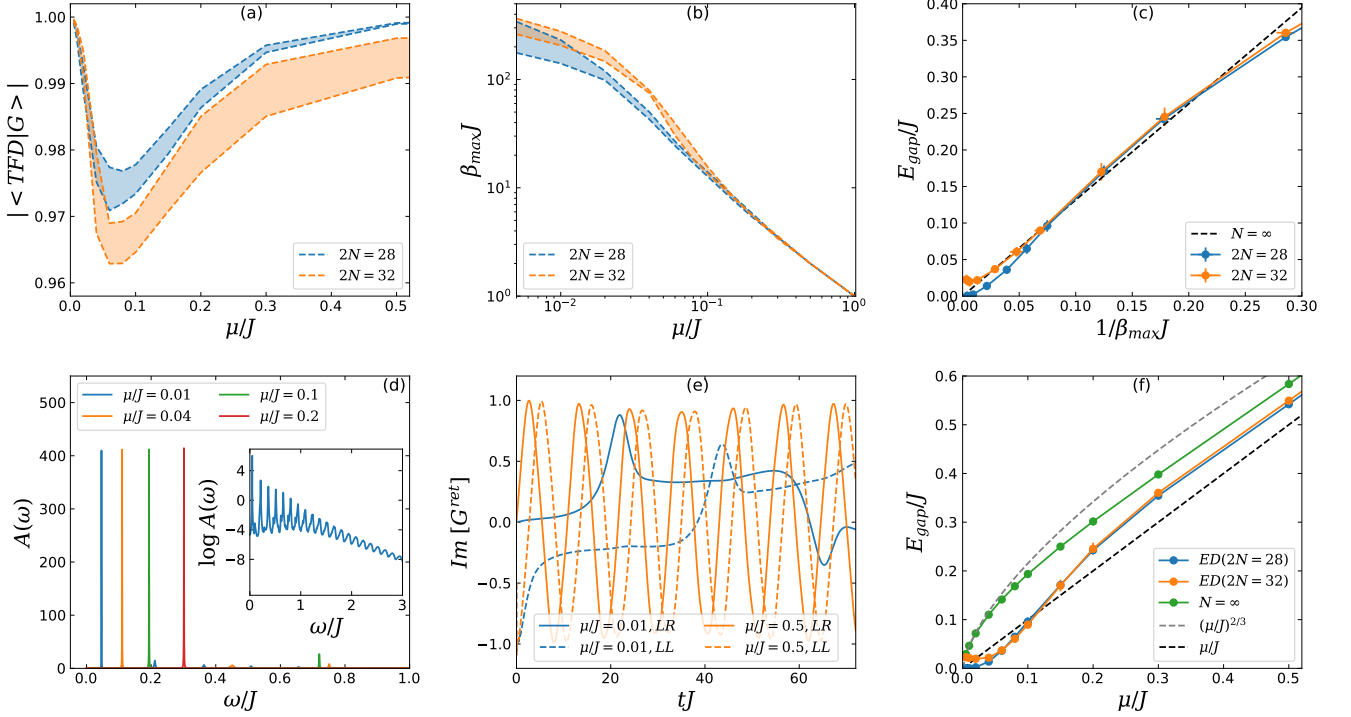 (a)
1.00
0.99
0.98
0.97
0.96
|< TFD|G >|
0.0 0.1 0.2 0.3 0.4 0.5
μ/J
2N = 28
2N = 32
(b)
10²
10¹
10⁰
β_max J
10⁻² 10⁻¹ 10⁰
μ/J
2N = 28
2N = 32
(c)
0.40
0.35
0.30
0.25
0.20
0.15
0.10
0.05
0.00
E_gap/J
0.00 0.05 0.10 0.15 0.20 0.25 0.30
1/β_max J
N = ∞
2N = 28
2N = 32
(d)
μ/J = 0.01
μ/J = 0.04
μ/J = 0.1
μ/J = 0.2
500
400
300
200
100
0
A(ω)
0.0 0.2 0.4 0.6 0.8 1.0
ω/J
4
0
−4
−8
log A(ω)
0 1 2 3
ω/J
(e)
1.0
0.5
0.0
−0.5
−1.0
Im [G^ret]
0 20 40 60
tJ
μ/J = 0.01, LR
μ/J = 0.01, LL
μ/J = 0.5, LR
μ/J = 0.5, LL
(f)
0.6
0.5
0.4
0.3
0.2
0.1
0.0
E_gap/J
0.0 0.1 0.2 0.3 0.4 0.5
μ/J
ED(2N = 28)
ED(2N = 32)
N = ∞
(μ/J)^2/3
μ/J